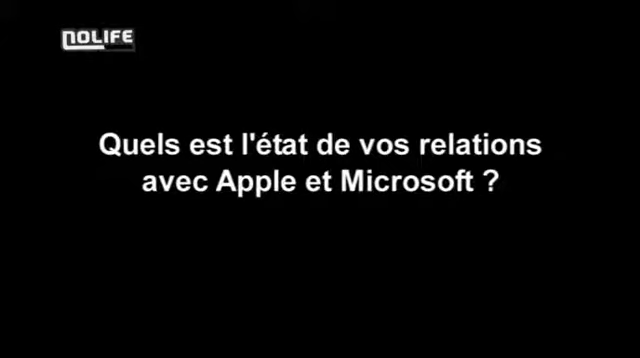 NOLIFE
Quels est l'état de vos relations
avec Apple et Microsoft ?